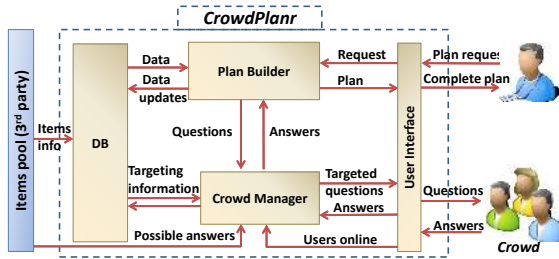 CrowdPlanr
Items pool (3rd party)
Items
info
DB
Data
Data
updates
Plan Builder
Request
Plan
User Interface
Plan reques
Complete plan
Questions
Answers
Targeting
information
Crowd Manager
Targeted
questions
Answers
Questions
Answers
Possible answers
Users online
Crowd